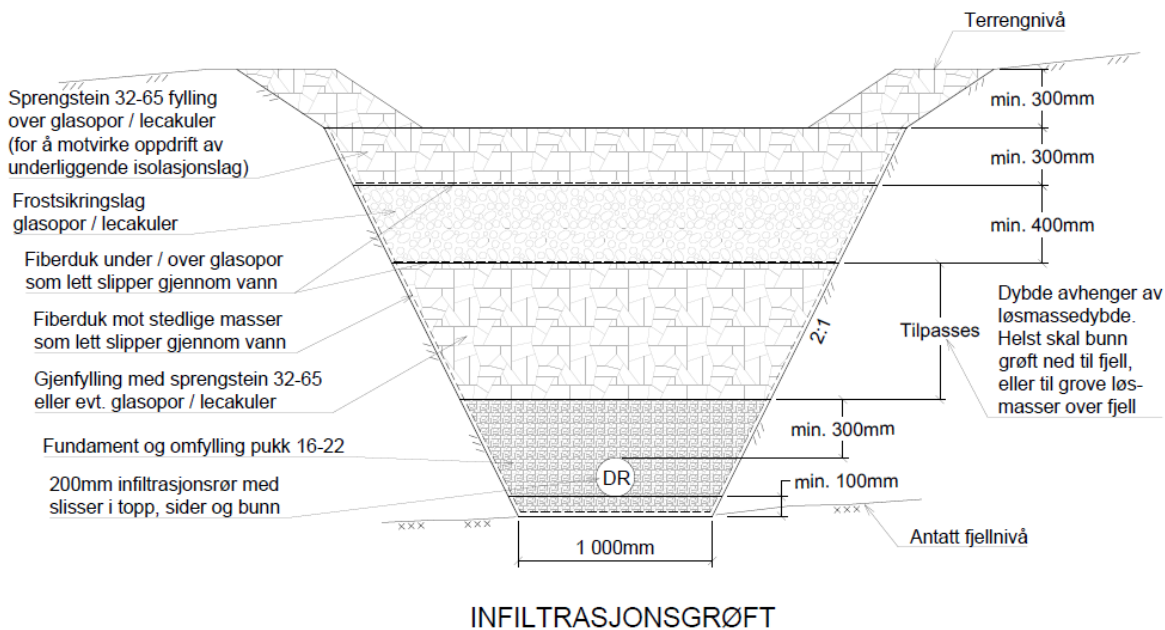 Terrengnivå
Sprengstein 32-65 fylling
over glasopor / lecakuler
(for å motvirke oppdrift av
underliggende isolasjonslag)
min. 300mm
min. 300mm
Frostsikringslag
glasopor / lecakuler
min. 400mm
Fiberduk under / over glasopor
som lett slipper gjennom vann
Fiberduk mot stedlige masser
som lett slipper gjennom vann
2:1
Tilpasses
Dybde avhenger av
løsmassedybde.
Helst skal bunn
grøft ned til fjell,
eller til grove løs-
masser over fjell
Gjenfylling med sprengstein 32-65
eller evt. glasopor / lecakuler
min. 300mm
Fundament og omfylling pukk 16-22
DR
200mm infiltrasjonsrør med
slisser i topp, sider og bunn
min. 100mm
Antatt fjellnivå
1 000mm
INFILTRASJONSGRØFT